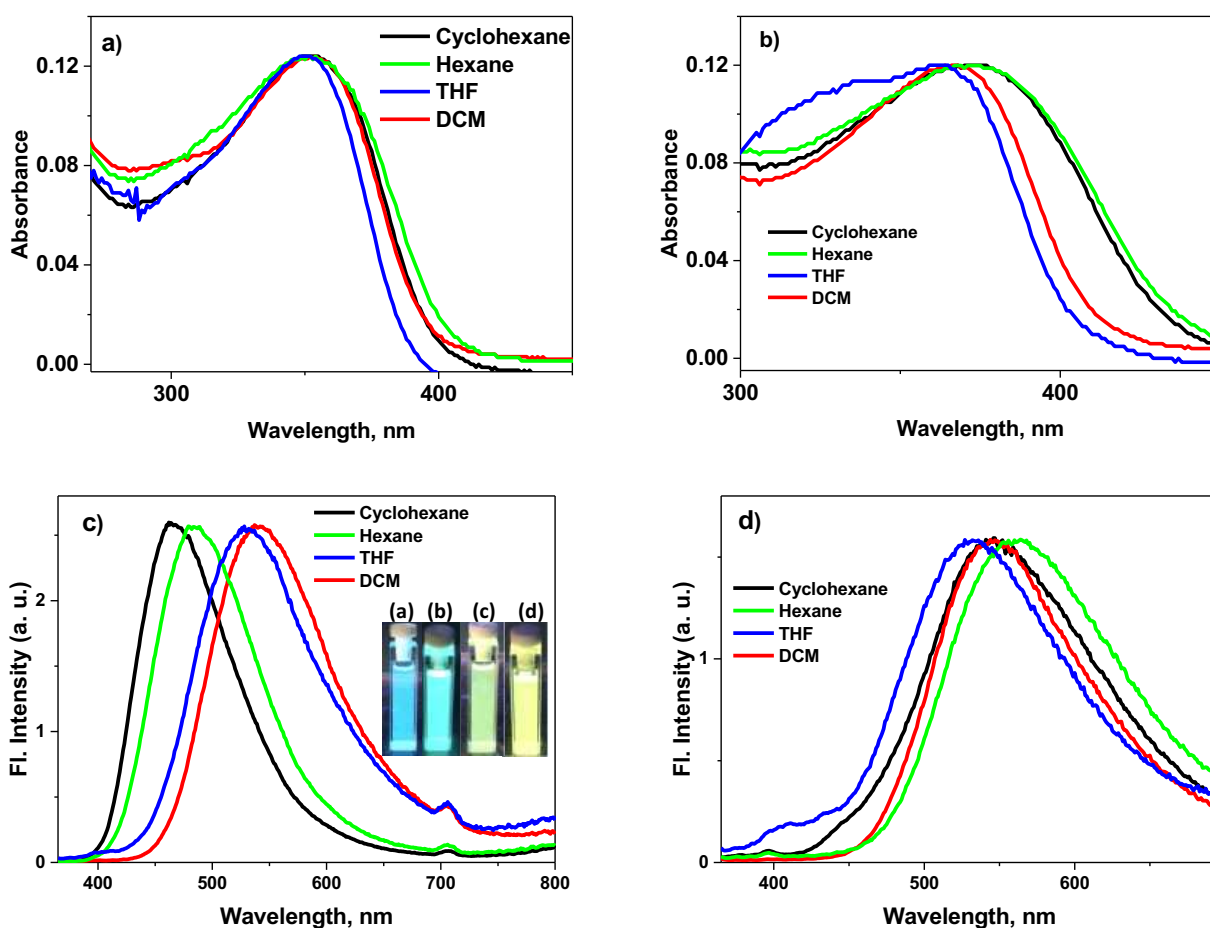 a)
Cyclohexane
Hexane
THF
DCM
0.12
0.08
0.04
0.00
Absorbance
300
400
Wavelength, nm
b)
0.12
0.08
0.04
0.00
Absorbance
Cyclohexane
Hexane
THF
DCM
300
400
Wavelength, nm
c)
Cyclohexane
Hexane
THF
DCM
(a) (b) (c) (d)
2
1
0
Fl. Intensity (a. u.)
400
500
600
700
800
Wavelength, nm
d)
Cyclohexane
Hexane
THF
DCM
1
0
Fl. Intensity (a. u.)
400
500
600
Wavelength, nm